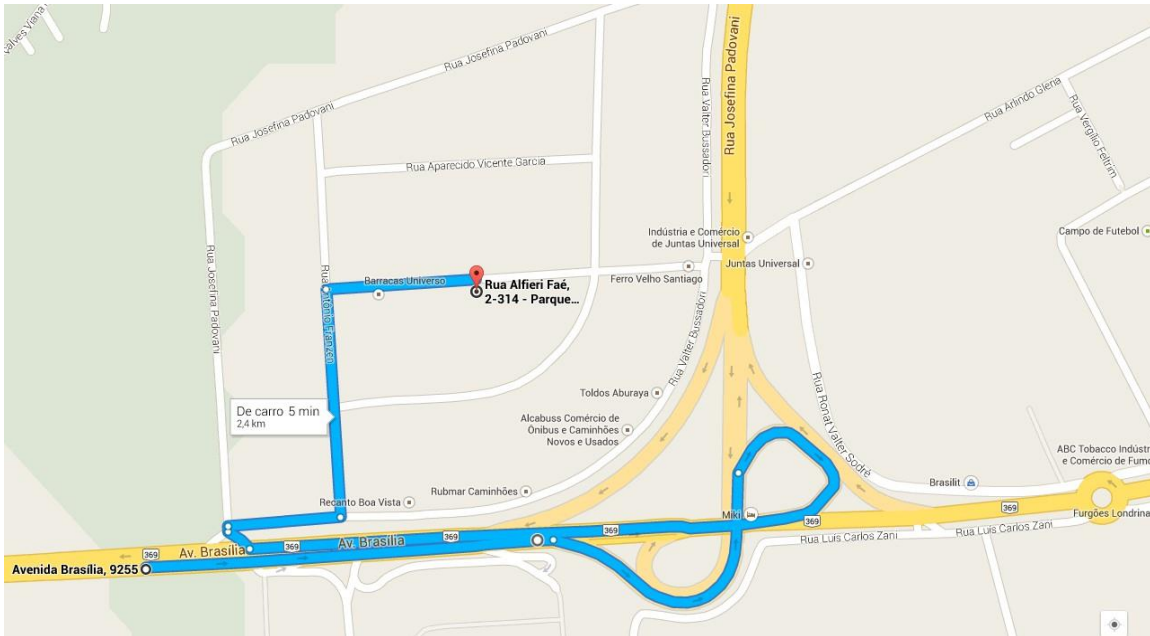 Rua Josefina Padovani
Rua Josefina Padovani
Rua Josefina Padovani
Rua Josefina Padovani
Rua Valter Bussadori
Rua Arlindo Gleria
Rua Vergílio Feltrim
Rua Aparecido Vicente Garcia
Indústria e Comércio
de Juntas Universal
Campo de Futebol
Juntas Universal
Barracas Universo
Rua Alfieri Faé,
2-314 - Parque...
Ferro Velho Santiago
Rua Antônio Franzen
Rua Valter Bussadori
De carro 5 min
2,4 km
Toldos Aburaya
Alcabuss Comércio de
Ônibus e Caminhões
Novos e Usados
Rua Ronat Valter Sodré
ABC Tobacco Indústr
e Comércio de Fumo
Rubmar Caminhões
Recanto Boa Vista
Brasilit
Miki
Furgões Londrina
369
369
369
369
369
369
Av. Brasília
Av. Brasília
Rua Luis Carlos Zani
Rua Luis Carlos Zani
Avenida Brasília, 9255